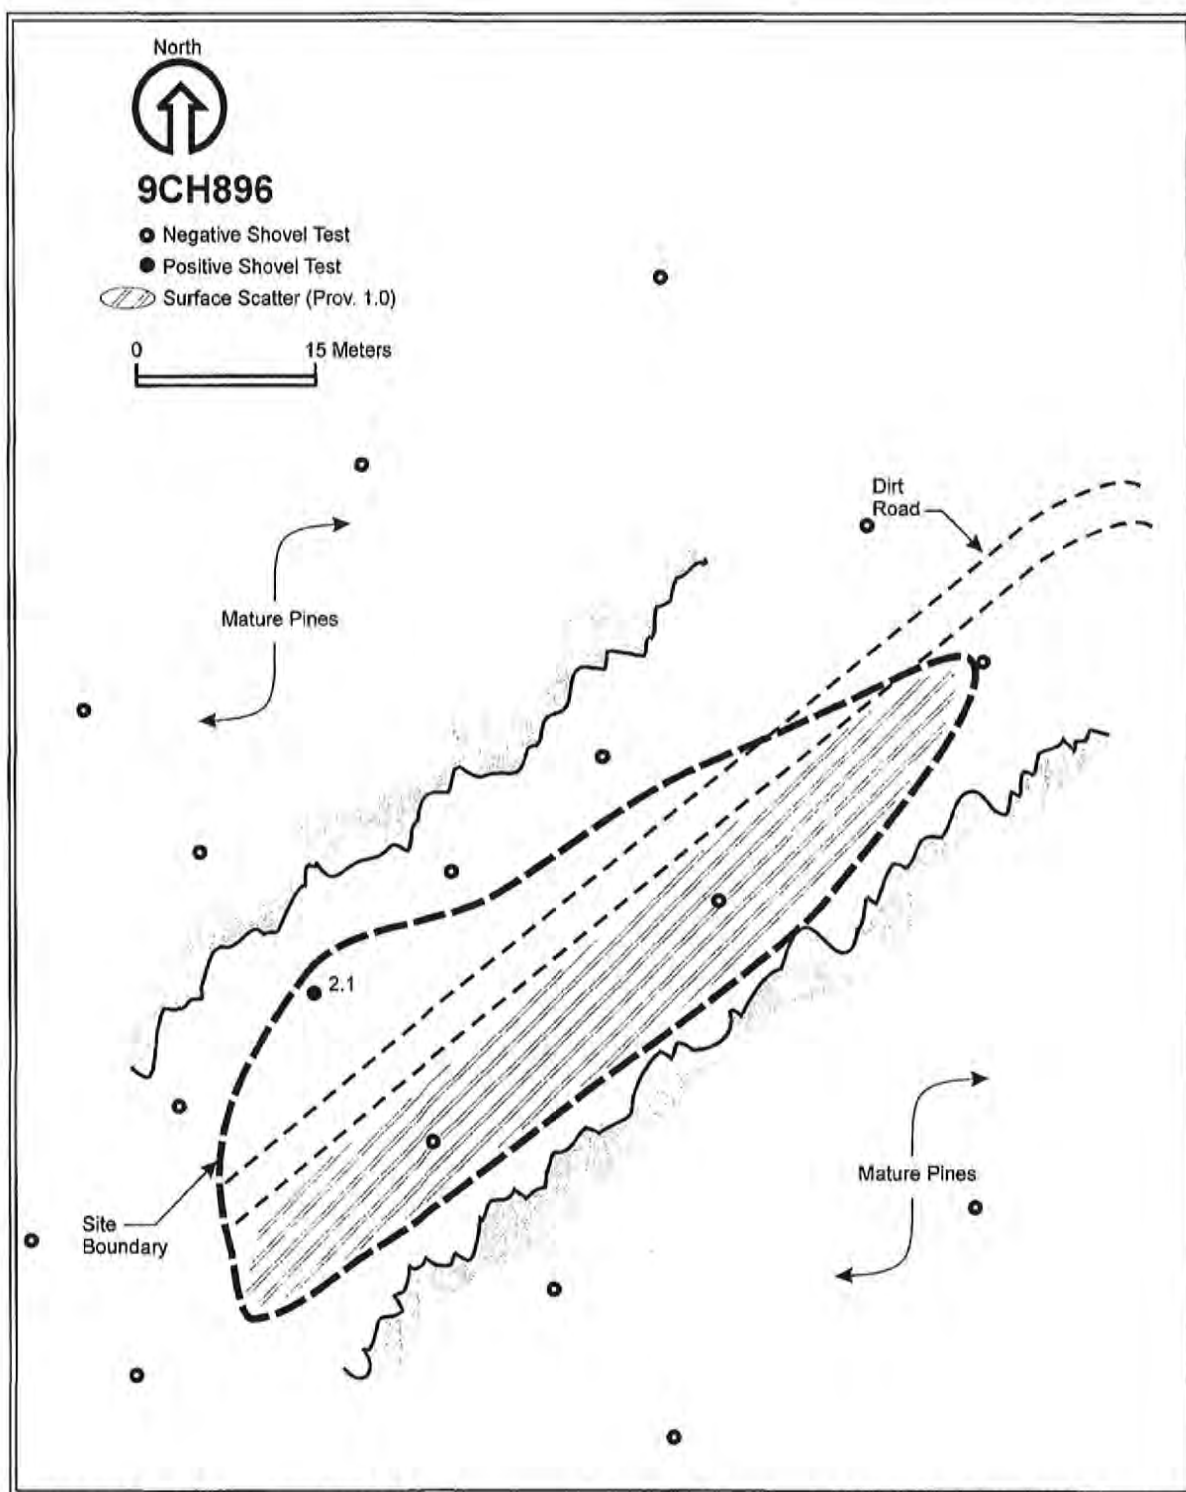 North
9CH896
Negative Shovel Test
Positive Shovel Test
Surface Scatter (Prov. 1.0)
0 15 Meters
Dirt
Road
Mature Pines
2.1
Mature Pines
Site
Boundary